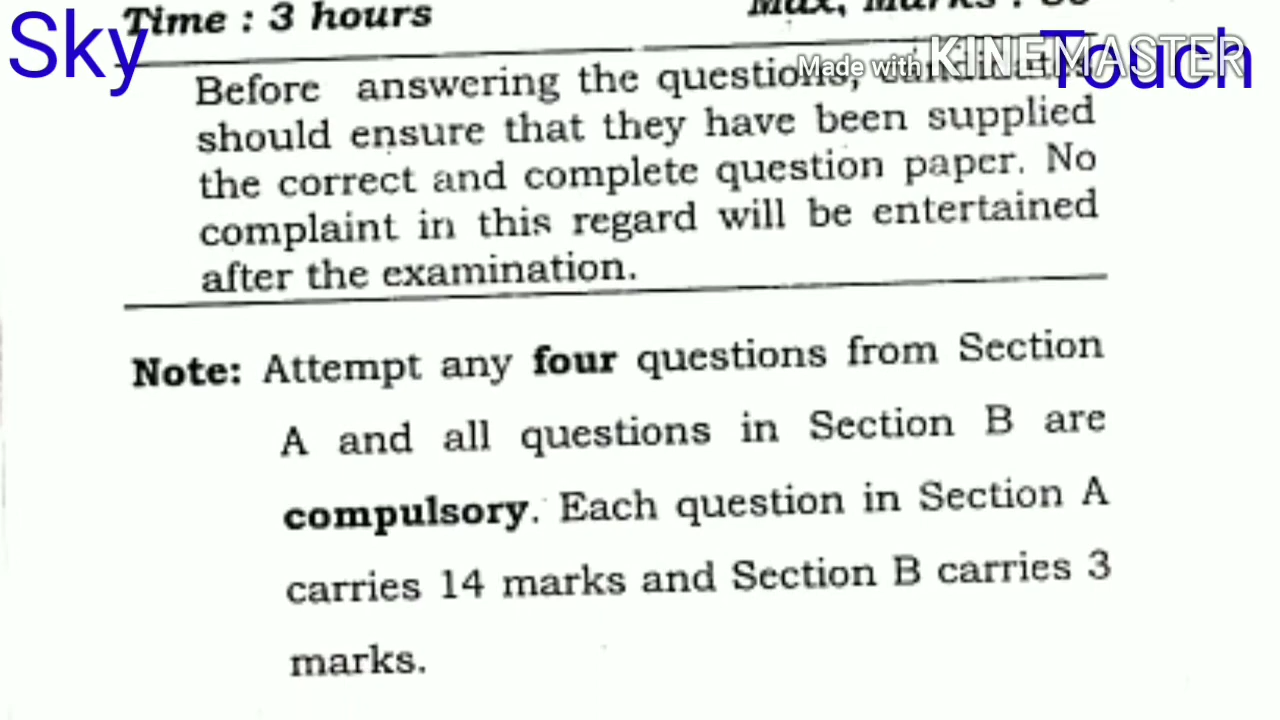 Sky
Touch
Made with KINEMASTER
Time : 3 hours
Max, Marks :
Before answering the questions,
should ensure that they have been supplied
the correct and complete question paper. No
complaint in this regard will be entertained
after the examination.
Note: Attempt any four questions from Section
A and all questions in Section B are
compulsory. Each question in Section A
carries 14 marks and Section B carries 3
marks.